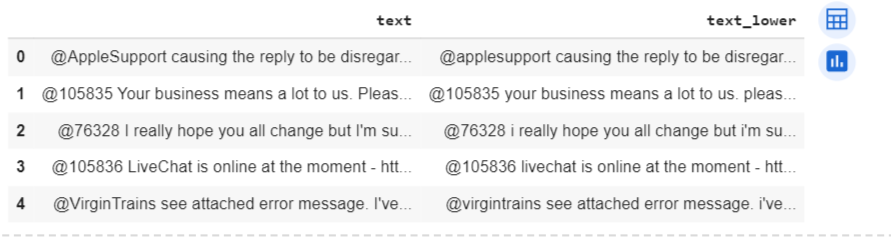 text text_lower
0 @AppleSupport causing the reply to be disregar... @applesupport causing the reply to be disregar...
1 @105835 Your business means a lot to us. Pleas... @105835 your business means a lot to us. pleas...
2 @76328 I really hope you all change but I'm su... @76328 i really hope you all change but i'm su...
3 @105836 LiveChat is online at the moment - htt... @105836 livechat is online at the moment - htt...
4 @VirginTrains see attached error message. I've... @virgintrains see attached error message. i've...